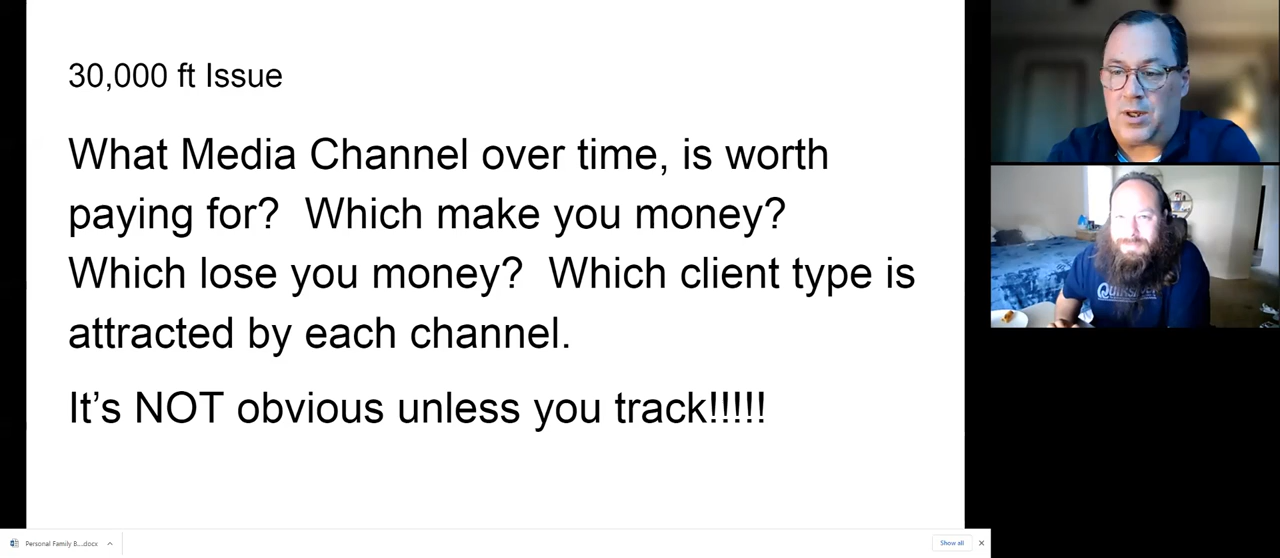 30,000 ft Issue
What Media Channel over time, is worth
paying for?  Which make you money?
Which lose you money?  Which client type is
attracted by each channel.
It's NOT obvious unless you track!!!!!
Personal Family B....docx
Show all